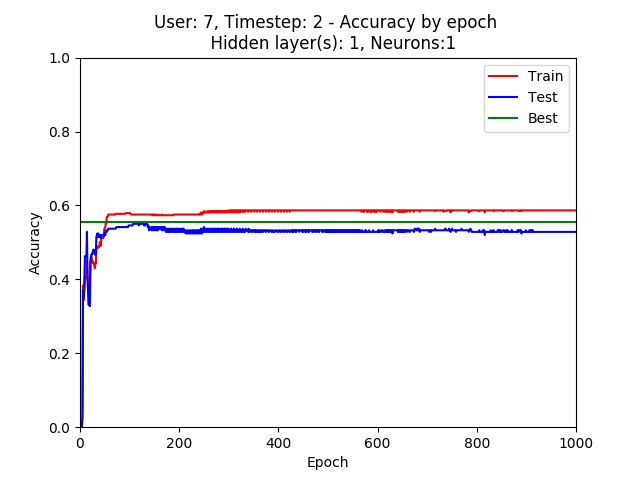 User: 7, Timestep: 2 - Accuracy by epoch
Hidden layer(s): 1, Neurons:1
Train
Test
Best
1.0
0.8
0.6
0.4
0.2
0.0
Accuracy
0 200 400 600 800 1000
Epoch